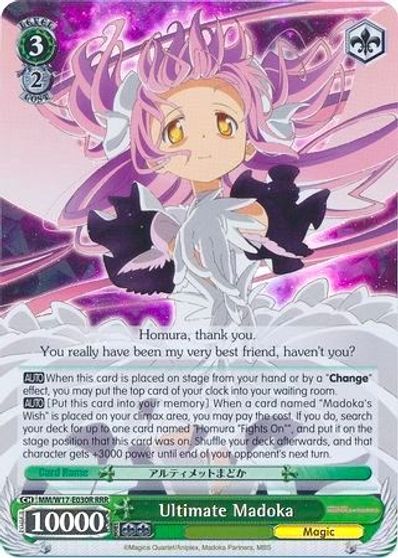 LEVEL
3
2
COST
Homura, thank you.
You really have been my very best friend, haven't you?
AUTO When this card is placed on stage from your hand or by a "Change"
effect, you may put the top card of your clock into your waiting
room.
AUTO [Put this card into your memory] When a card named "Madoka's
Wish" is placed on your climax area, you may pay the cost. If you do, search
your deck for up to one card named "Homura "Fights On"", and put it on the
stage position that this card was. Shuffle your deck afterwards, and that
character gets +3000 power until end of your opponent's next turn.
Card Name アルティメットまどか
CH MM/W17-E030R RRR
POWER 10000 SOUL Ultimate Madoka
Magic
©Magica Quartet/Aniplex, Madoka Partners, MBS